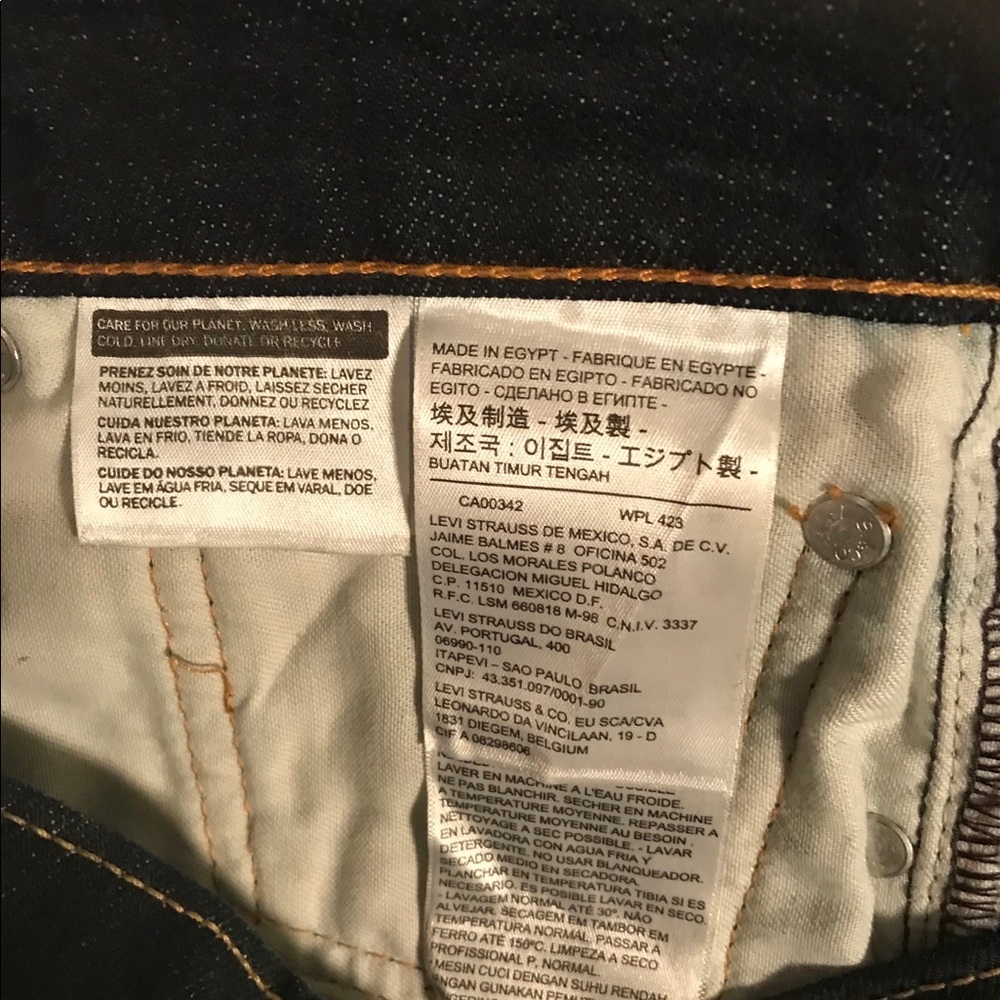 CARE FOR OUR PLANET. WASH LESS, WASH
COLD, LINE DRY, DONATE OR RECYCLE
PRENEZ SOIN DE NOTRE PLANETE: LAVEZ
MOINS, LAVEZ A FROID, LAISSEZ SECHER
NATURELLEMENT, DONNEZ OU RECYCLEZ
CUIDA NUESTRO PLANETA: LAVA MENOS,
LAVA EN FRIO, TIENDE LA ROPA, DONA O
RECICLA.
CUIDE DO NOSSO PLANETA: LAVE MENOS,
LAVE EM ÁGUA FRIA, SEQUE EM VARAL, DOE
OU RECICLE.
MADE IN EGYPT - FABRIQUE EN EGYPTE -
FABRICADO EN EGIPTO - FABRICADO NO
EGITO - СДЕЛАНО В ЕГИПТЕ -
埃及制造 - 埃及製 -
제조국 : 이집트 - エジプト製 -
BUATAN TIMUR TENGAH
CA00342 WPL 423
LEVI STRAUSS DE MEXICO, S.A. DE C.V.
JAIME BALMES # 8 OFICINA 502
COL. LOS MORALES POLANCO
DELEGACION MIGUEL HIDALGO
C.P. 11510 MEXICO D.F.
R.F.C. LSM 660818 M-98 C.N.I.V. 3337
LEVI STRAUSS DO BRASIL
AV. PORTUGAL, 400
06990-110
ITAPEVI – SAO PAULO BRASIL
CNPJ: 43.351.097/0001-90
LEVI STRAUSS & CO. EU SCA/CVA
LEONARDO DA VINCILAAN, 19 - D
1831 DIEGEM, BELGIUM
CIF A 08298606
LAVER EN MACHINE A L'EAU FROIDE.
NE PAS BLANCHIR. SECHER EN MACHINE
A TEMPERATURE MOYENNE. REPASSER A
TEMPERATURE MOYENNE AU BESOIN.
NETTOYAGE A SEC POSSIBLE. - LAVAR
EN LAVADORA CON AGUA FRIA Y
DETERGENTE. NO USAR BLANQUEADOR.
SECADO MEDIO EN SECADORA.
PLANCHAR EN TEMPERATURA TIBIA SI ES
NECESARIO. ES POSIBLE LAVAR EN SECO.
- LAVAGEM NORMAL ATÉ 30º. NÃO
ALVEJAR. SECAGEM EM TAMBOR EM
TEMPERATURA NORMAL. PASSAR A
FERRO ATÉ 150ºC. LIMPEZA A SECO
PROFISSIONAL P, NORMAL.
MESIN CUCI DENGAN SUHU RENDAH
GUNAKAN